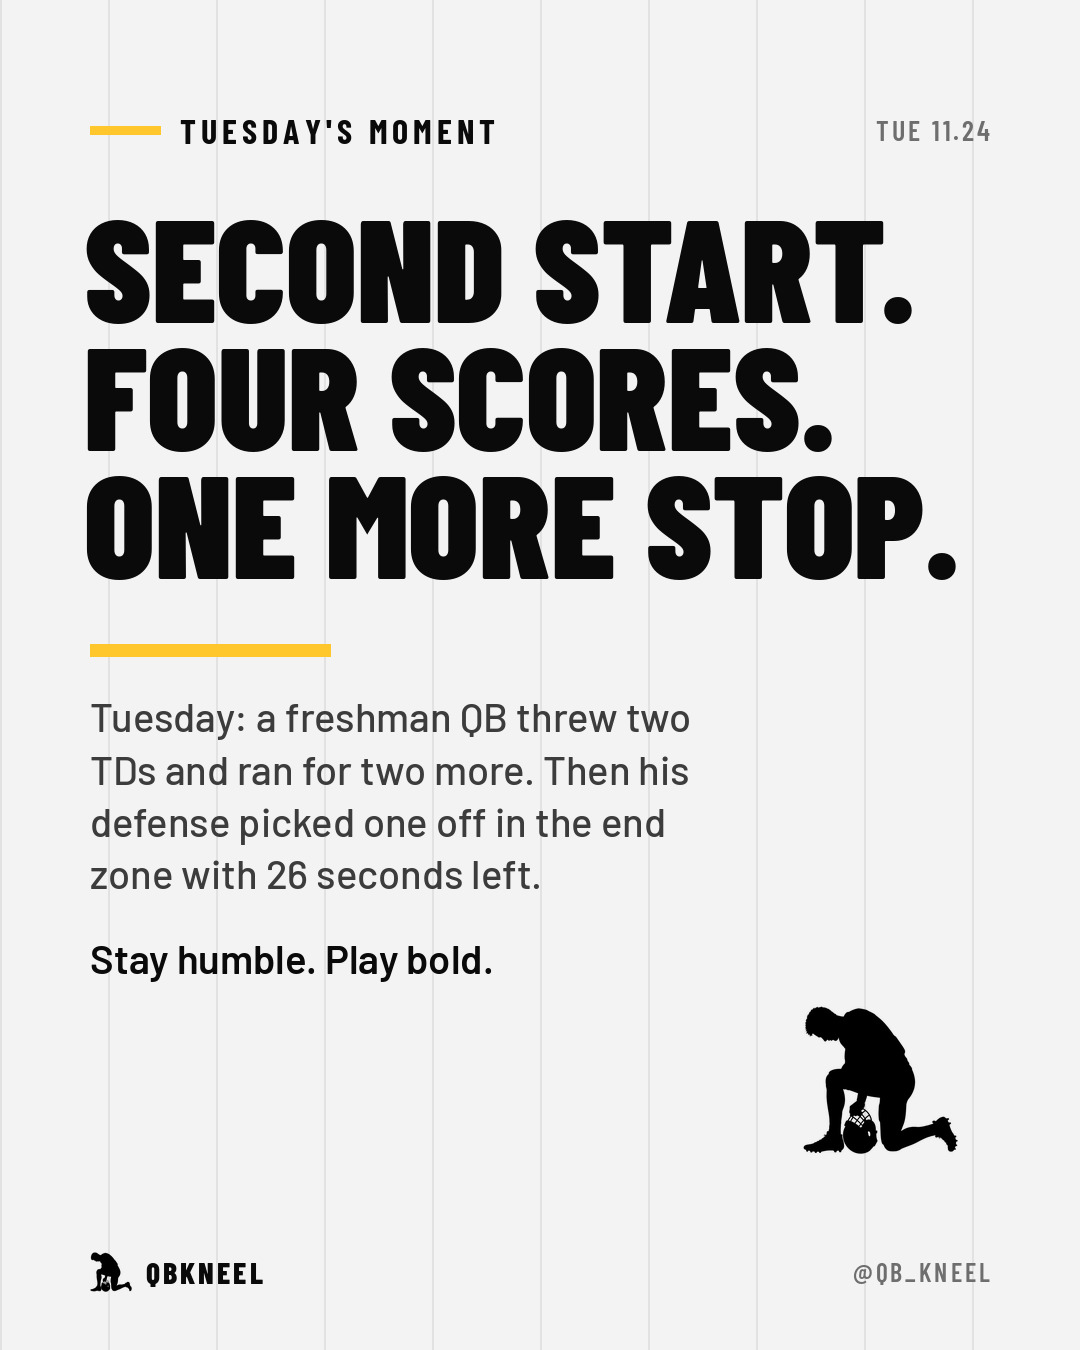 TUESDAY'S MOMENT
TUE 11.24
SECOND START.
FOUR SCORES.
ONE MORE STOP.
Tuesday: a freshman QB threw two
TDs and ran for two more. Then his
defense picked one off in the end
zone with 26 seconds left.
Stay humble. Play bold.
QBKNEEL
@QB_KNEEL